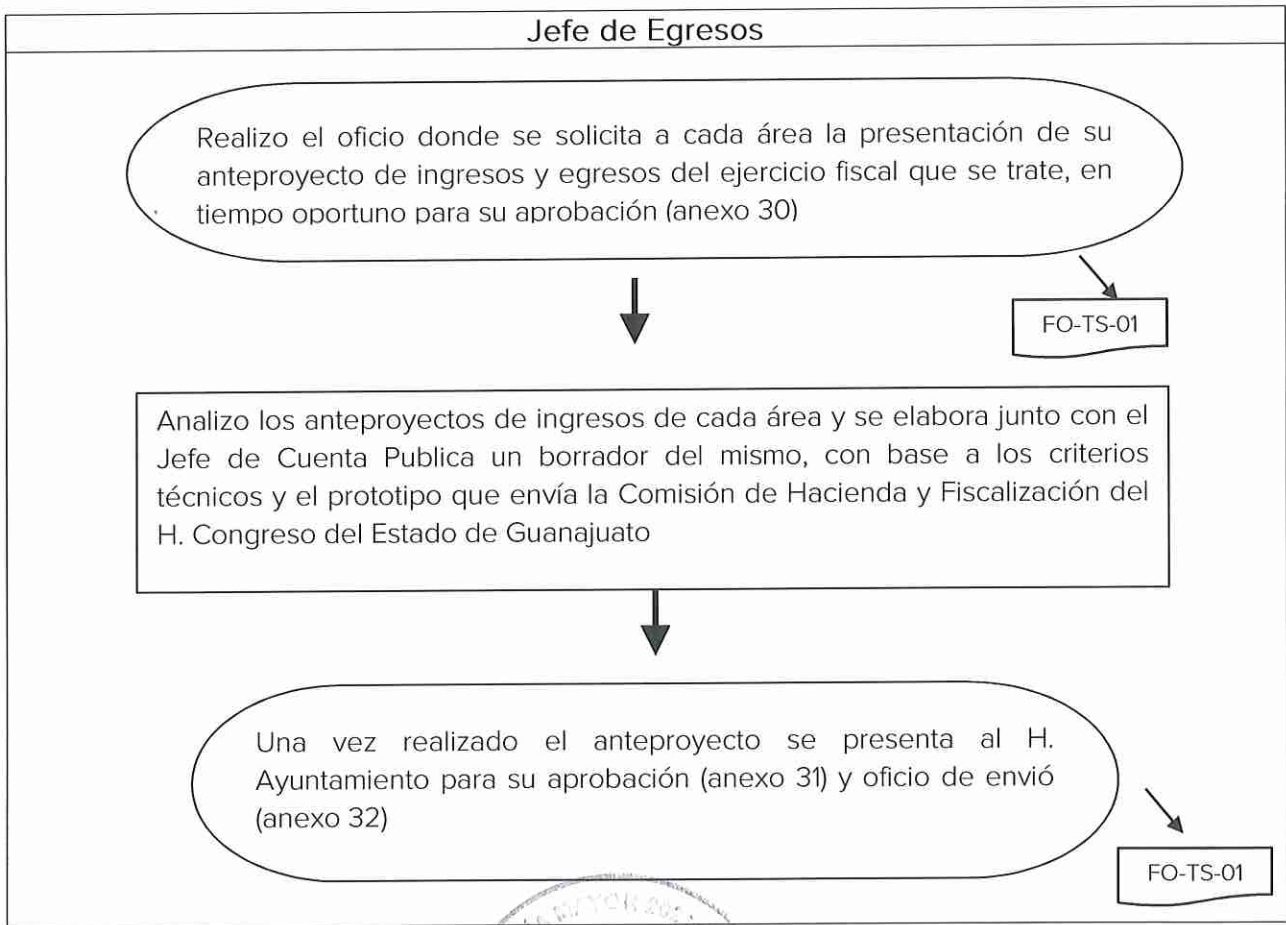 Jefe de Egresos
Realizo el oficio donde se solicita a cada área la presentación de su
anteproyecto de ingresos y egresos del ejercicio fiscal que se trate, en
tiempo oportuno para su aprobación (anexo 30)
FO-TS-01
Analizo los anteproyectos de ingresos de cada área y se elabora junto con el
Jefe de Cuenta Publica un borrador del mismo, con base a los criterios
técnicos y el prototipo que envía la Comisión de Hacienda y Fiscalización del
H. Congreso del Estado de Guanajuato
Una vez realizado el anteproyecto se presenta al H.
Ayuntamiento para su aprobación (anexo 31) y oficio de envió
(anexo 32)
FO-TS-01